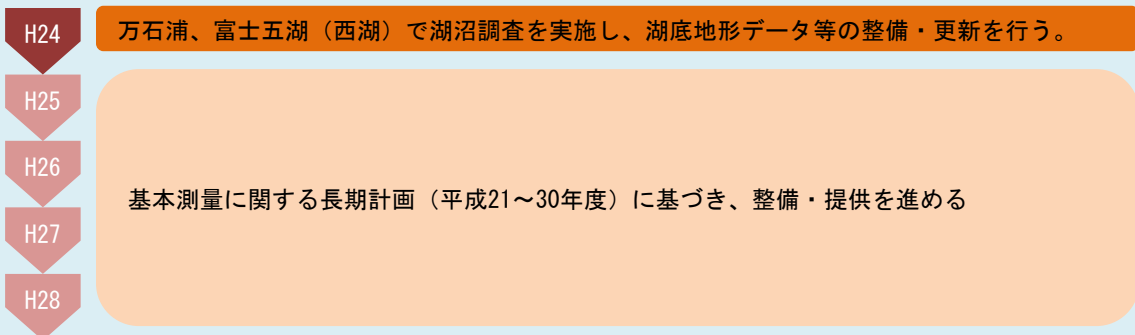 H24
万石浦、富士五湖（西湖）で湖沼調査を実施し、湖底地形データ等の整備・更新を行う。
H25
H26
基本測量に関する長期計画（平成21～30年度）に基づき、整備・提供を進める
H27
H28